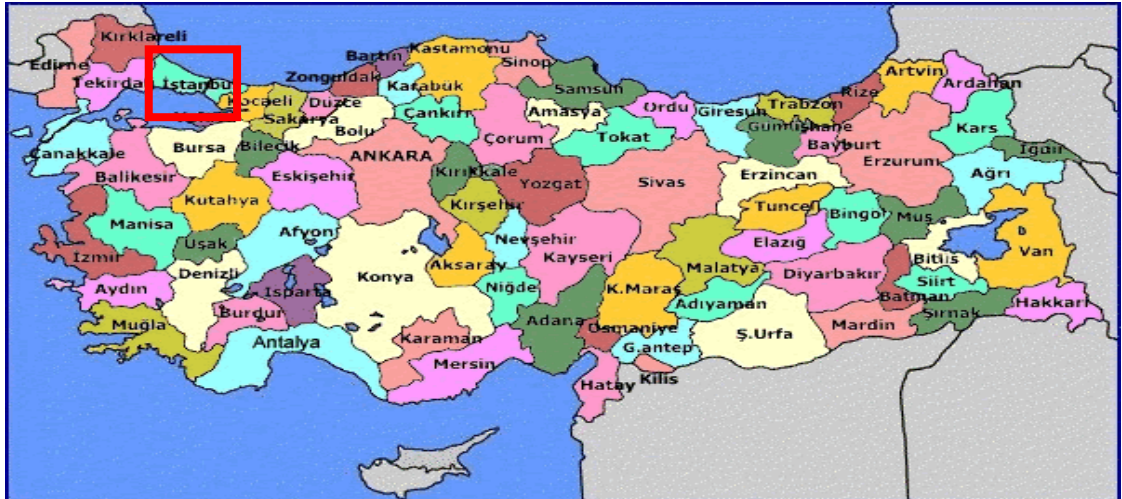 Kırklareli
Edirne
Tekirdağ
İstanbul
Kocaeli
Sakarya
Düzce
Zonguldak
Bartın
Karabük
Kastamonu
Sinop
Samsun
Çankırı
Bolu
Çorum
Amasya
Tokat
Ordu
Giresun
Trabzon
Gümüşhane
Rize
Artvin
Ardahan
Bayburt
Kars
Iğdır
Erzurum
Ağrı
Çanakkale
Balikesir
Bursa
Bilecik
Eskişehir
ANKARA
Kırıkkale
Yozgat
Sivas
Erzincan
Kutahya
Kırşehir
Tunceli
Bingöl
Muş
Manisa
Uşak
Afyon
Nevşehir
Kayseri
Malatya
Elazığ
Bitlis
Van
İzmir
Denizli
Konya
Aksaray
Niğde
K.Maraş
Adıyaman
Diyarbakır
Batman
Siirt
Şırnak
Hakkari
Aydın
Isparta
Burdur
Muğla
Antalya
Karaman
Mersin
Adana
Osmaniye
G.antep
Ş.Urfa
Mardin
Hatay
Kilis